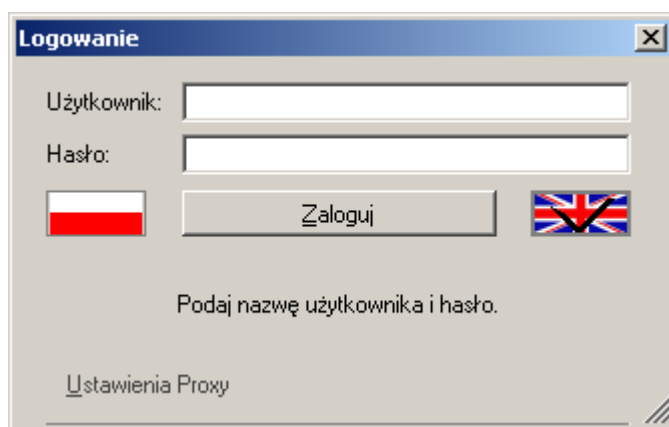 Logowanie
Użytkownik:
Hasło:
Zaloguj
Podaj nazwę użytkownika i hasło.
Ustawienia Proxy